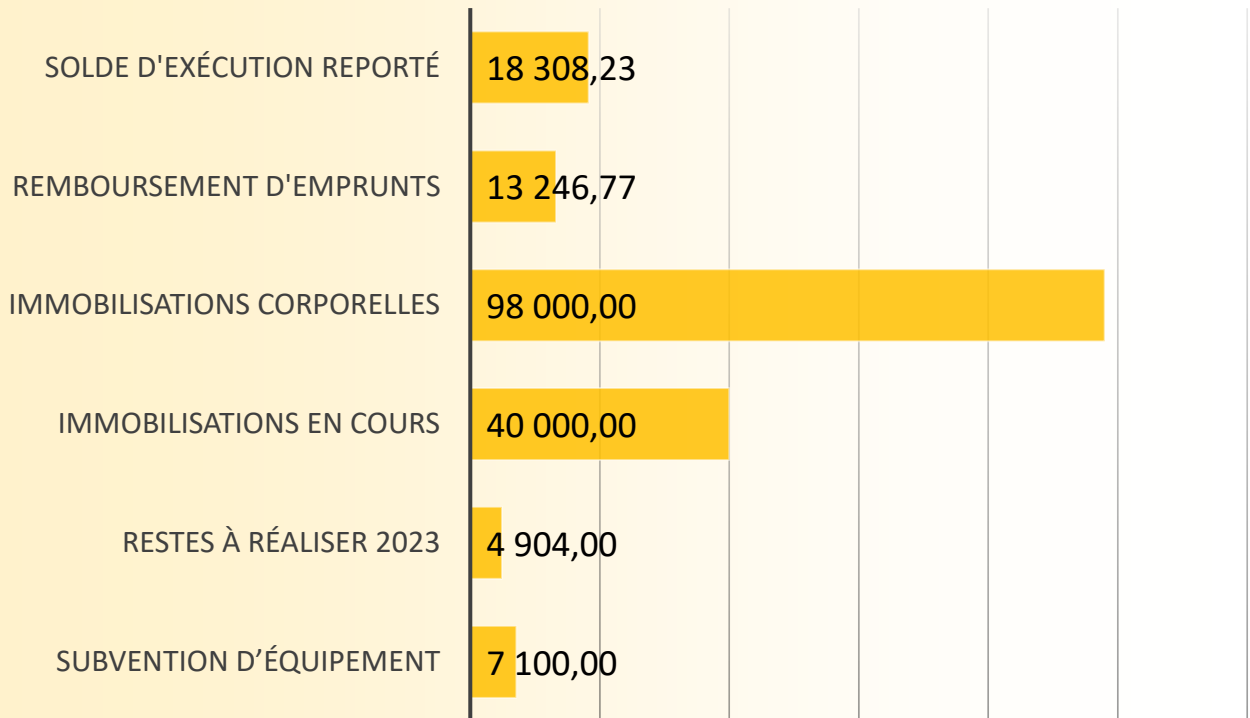 SOLDE D'EXÉCUTION REPORTÉ 18 308,23
REMBOURSEMENT D'EMPRUNTS 13 246,77
IMMOBILISATIONS CORPORELLES 98 000,00
IMMOBILISATIONS EN COURS 40 000,00
RESTES À RÉALISER 2023 4 904,00
SUBVENTION D’ÉQUIPEMENT 7 100,00